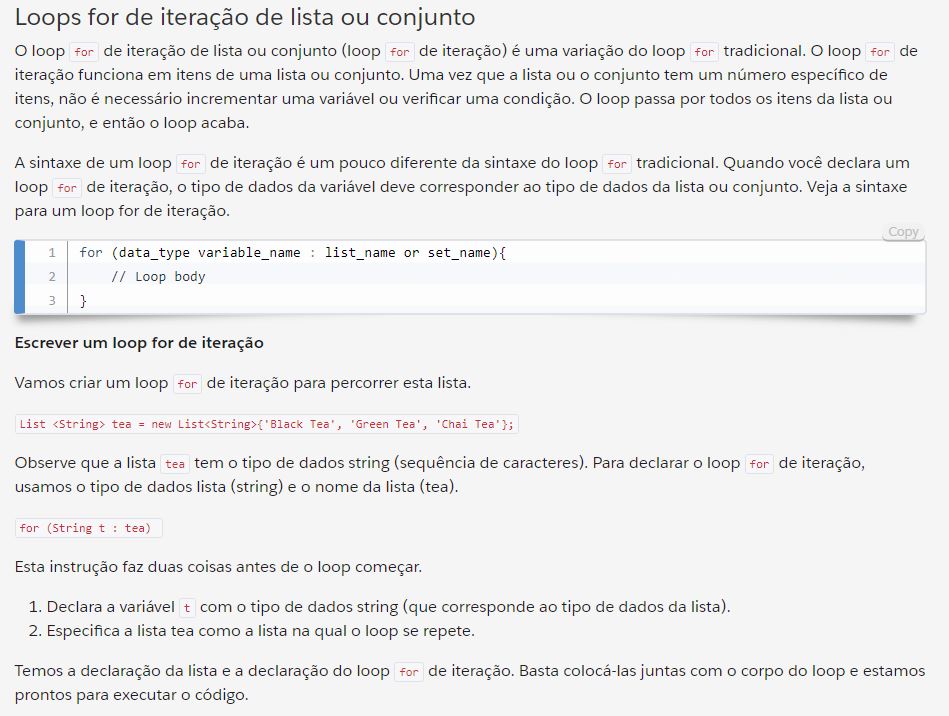 Loops for de iteração de lista ou conjunto
O loop for de iteração de lista ou conjunto (loop for de iteração) é uma variação do loop for tradicional. O loop for de
iteração funciona em itens de uma lista ou conjunto. Uma vez que a lista ou o conjunto tem um número específico de
itens, não é necessário incrementar uma variável ou verificar uma condição. O loop passa por todos os itens da lista ou
conjunto, e então o loop acaba.
A sintaxe de um loop for de iteração é um pouco diferente da sintaxe do loop for tradicional. Quando você declara um
loop for de iteração, o tipo de dados da variável deve corresponder ao tipo de dados da lista ou conjunto. Veja a sintaxe
para um loop for de iteração.
Copy
1 for (data_type variable_name : list_name or set_name){
2 // Loop body
3 }
Escrever um loop for de iteração
Vamos criar um loop for de iteração para percorrer esta lista.
List <String> tea = new List<String>{'Black Tea', 'Green Tea', 'Chai Tea'};
Observe que a lista tea tem o tipo de dados string (sequência de caracteres). Para declarar o loop for de iteração,
usamos o tipo de dados lista (string) e o nome da lista (tea).
for (String t : tea)
Esta instrução faz duas coisas antes de o loop começar.
1. Declara a variável t com o tipo de dados string (que corresponde ao tipo de dados da lista).
2. Especifica a lista tea como a lista na qual o loop se repete.
Temos a declaração da lista e a declaração do loop for de iteração. Basta colocá-las juntas com o corpo do loop e estamos
prontos para executar o código.